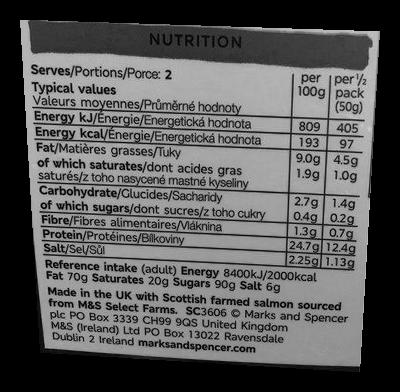 NUTRITION
Serves/Portions/Porce: 2
per 100g
per ½ pack (50g)
Typical values
Valeurs moyennes/Průměrné hodnoty
Energy kJ/Énergie/Energetická hodnota 809 405
Energy kcal/Énergie/Energetická hodnota 193 97
Fat/Matières grasses/Tuky 9.0g 4.5g
of which saturates/dont acides gras
saturés/z toho nasycené mastné kyseliny 1.9g 1.0g
Carbohydrate/Glucides/Sacharidy 2.7g 1.4g
of which sugars/dont sucres/z toho cukry 0.4g 0.2g
Fibre/Fibres alimentaires/Vláknina 1.3g 0.7g
Protein/Protéines/Bílkoviny 24.7g 12.4g
Salt/Sel/Sůl 2.25g 1.13g
Reference intake (adult) Energy 8400kJ/2000kcal
Fat 70g Saturates 20g Sugars 90g Salt 6g
Made in the UK with Scottish farmed salmon sourced
from M&S Select Farms. SC3606 © Marks and Spencer
plc PO Box 3339 CH99 9QS United Kingdom
M&S (Ireland) Ltd PO Box 13022 Ravensdale
Dublin 2 Ireland marksandspencer.com